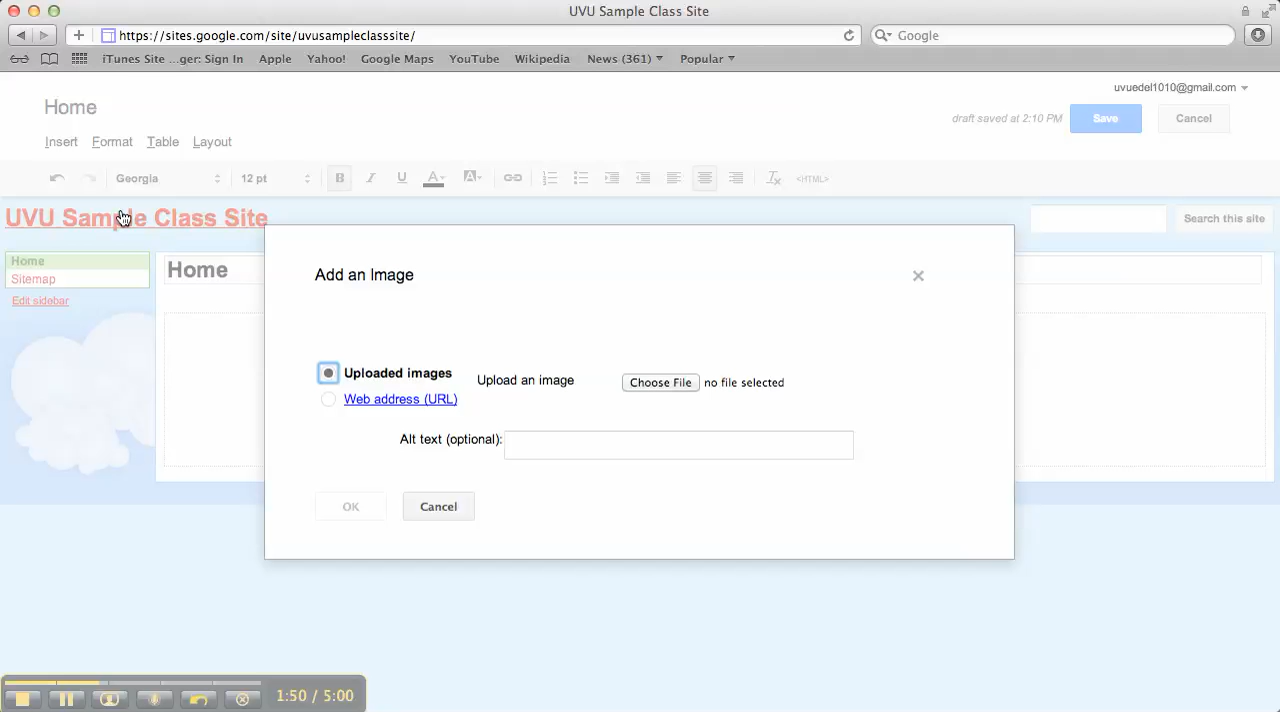 UVU Sample Class Site
https://sites.google.com/site/uvusampleclasssite/
Google
iTunes Site ...ger: Sign In Apple Yahoo! Google Maps YouTube Wikipedia News (361) Popular
uvuedel1010@gmail.com
Home
draft saved at 2:10 PM Save Cancel
Insert Format Table Layout
Georgia 12 pt B I U A A Tx <HTML>
UVU Sample Class Site
Search this site
Home
Sitemap
Edit sidebar
Home
Add an Image
Uploaded images
Upload an image Choose File no file selected
Web address (URL)
Alt text (optional):
OK Cancel
1:50 / 5:00